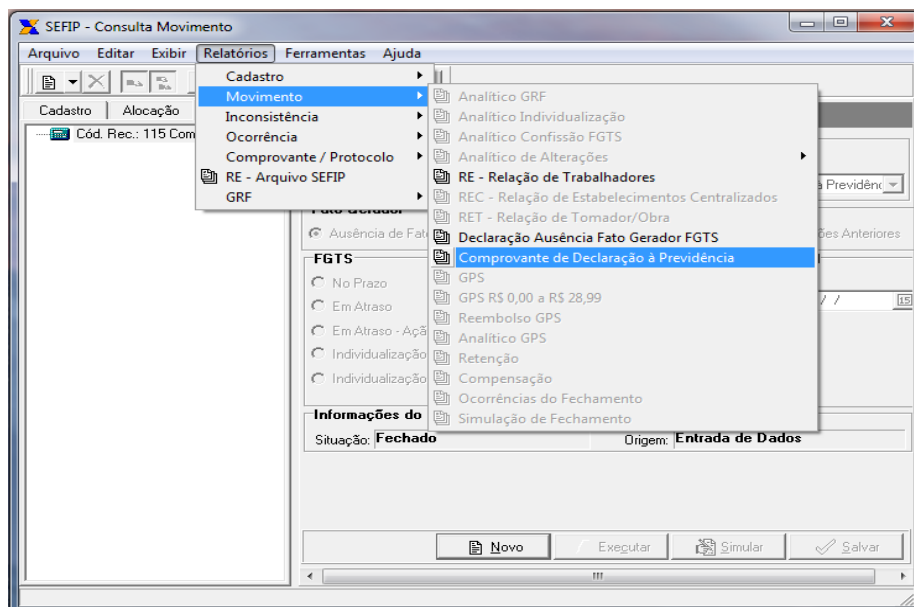 SEFIP - Consulta Movimento
Arquivo Editar Exibir Relatórios Ferramentas Ajuda
Cadastro Alocação
Cód. Rec.: 115 Com
Cadastro
Movimento
Inconsistência
Ocorrência
Comprovante / Protocolo
RE - Arquivo SEFIP
GRF
Analítico GRF
Analítico Individualização
Analítico Confissão FGTS
Analítico de Alterações
RE - Relação de Trabalhadores
REC - Relação de Estabelecimentos Centralizados
RET - Relação de Tomador/Obra
Declaração Ausência Fato Gerador FGTS
Comprovante de Declaração à Previdência
GPS
GPS R$ 0,00 a R$ 28,99
Reembolso GPS
Analítico GPS
Retenção
Compensação
Ocorrências do Fechamento
Simulação de Fechamento
à Previdênc
Fato Gerador
Ausência de Fat
ões Anteriores
FGTS
No Prazo
Em Atraso
Em Atraso - Açã
Individualização
Individualização
/ /
15
Informações do
Situação: Fechado Origem: Entrada de Dados
Novo Executar Simular Salvar